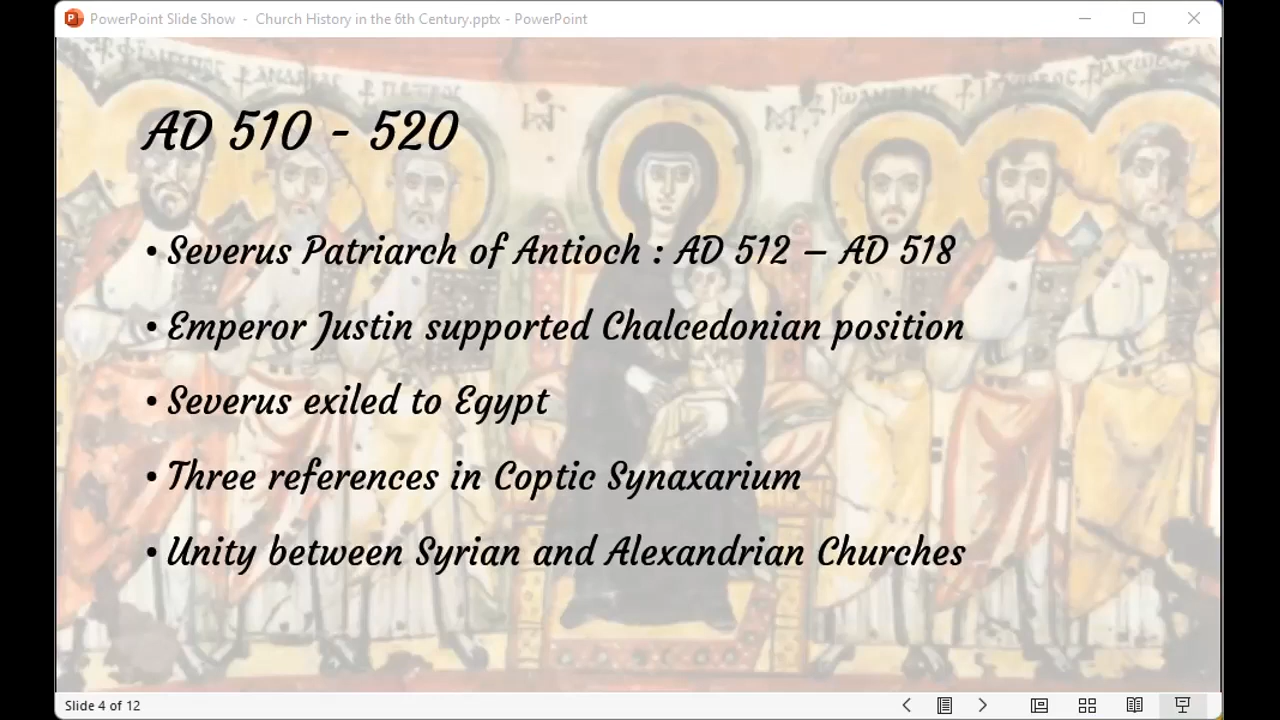 PowerPoint Slide Show - Church History in the 6th Century.pptx - PowerPoint
AD 510 - 520
• Severus Patriarch of Antioch : AD 512 – AD 518
• Emperor Justin supported Chalcedonian position
• Severus exiled to Egypt
• Three references in Coptic Synaxarium
• Unity between Syrian and Alexandrian Churches
Slide 4 of 12